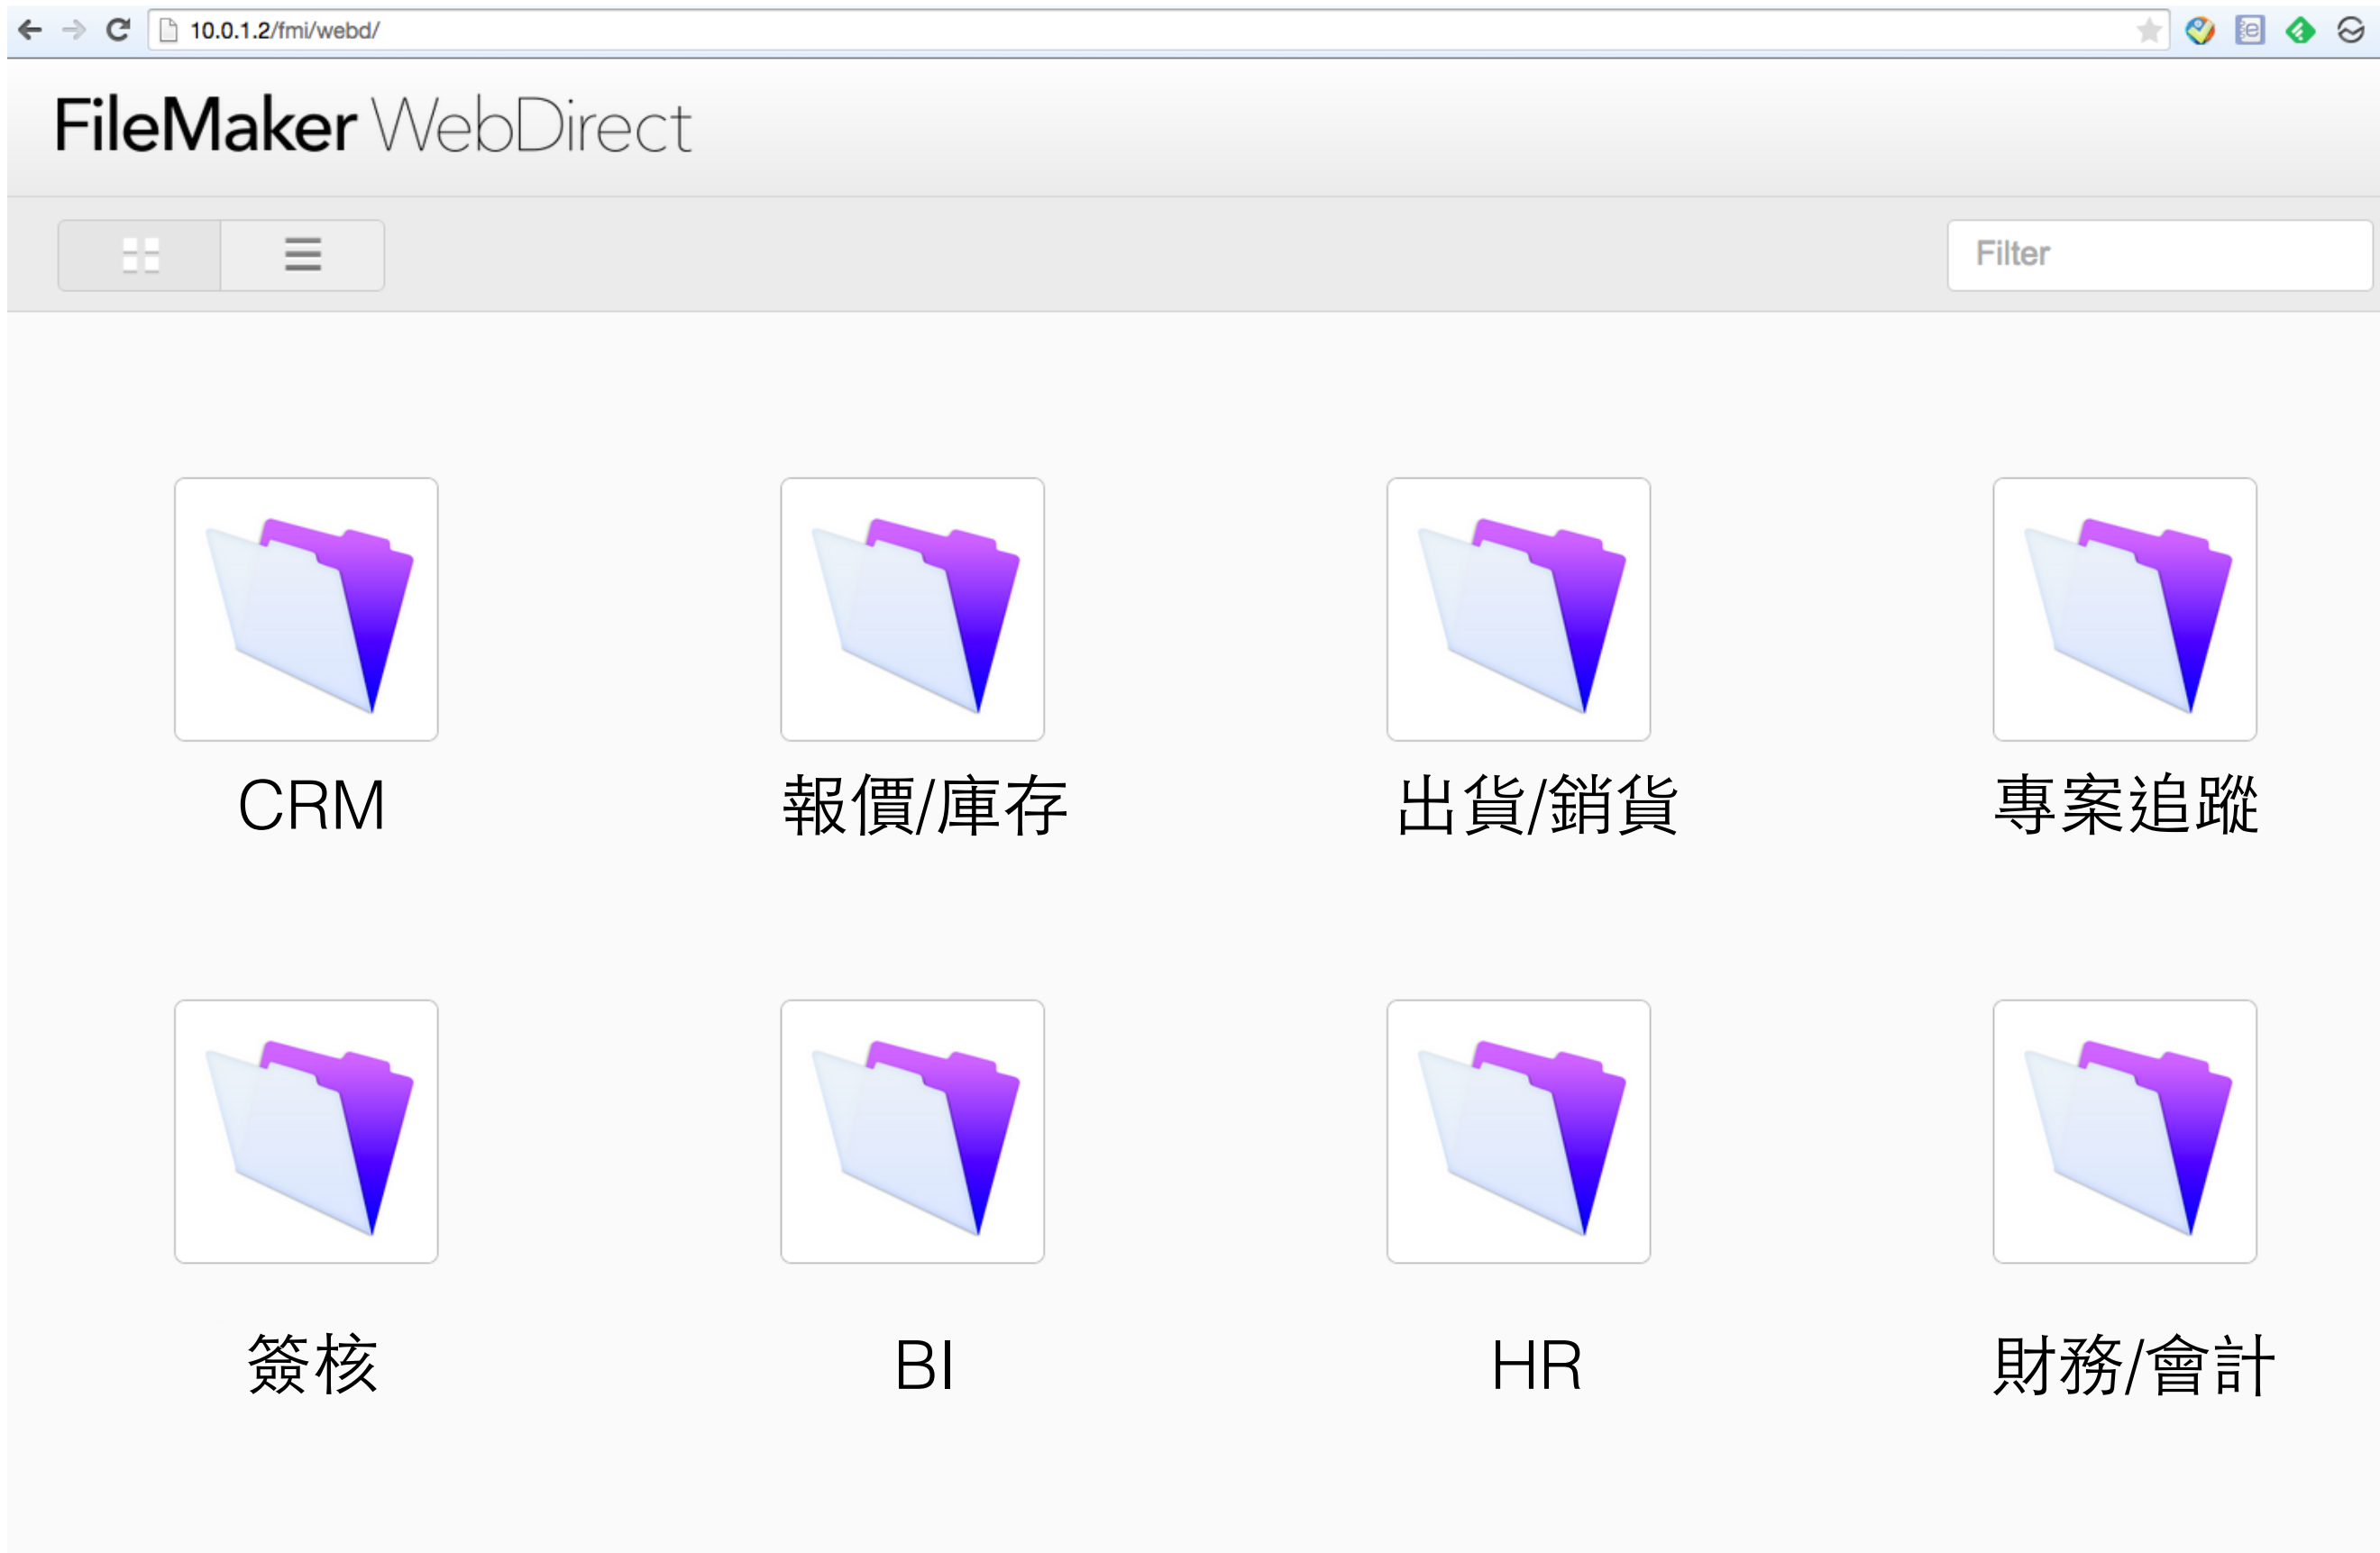 10.0.1.2/fmi/webd/
FileMaker WebDirect
Filter
CRM
報價/庫存
出貨/銷貨
專案追蹤
簽核
BI
HR
財務/會計